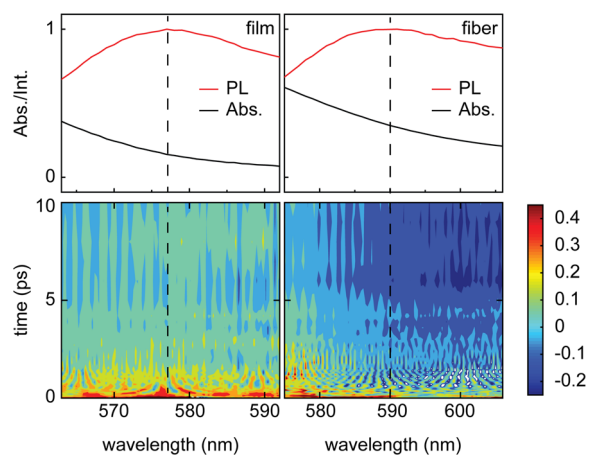 film
fiber
1
Abs./Int.
PL
Abs.
PL
Abs.
0
10
time (ps)
5
0
0.4
0.3
0.2
0.1
0
-0.1
-0.2
570
580
590
580
590
600
wavelength (nm)
wavelength (nm)